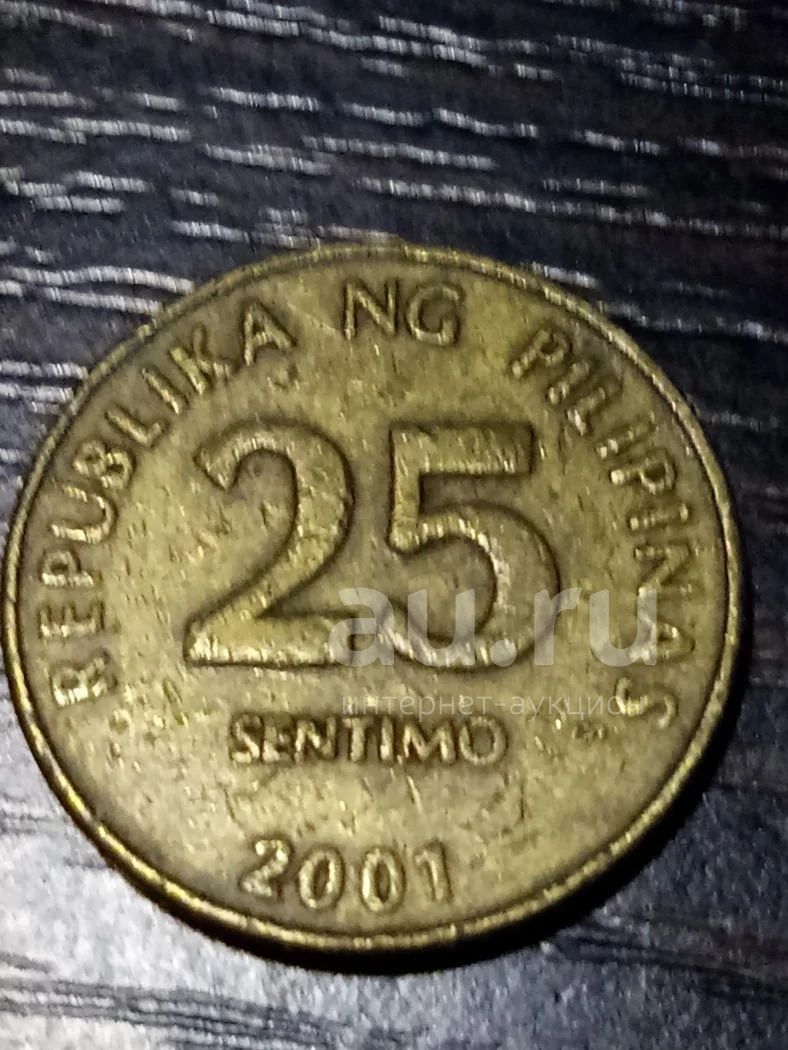 REPUBLIKA NG PILIPINAS
25
SENTIMO
2001
au.ru
интернет-аукцион